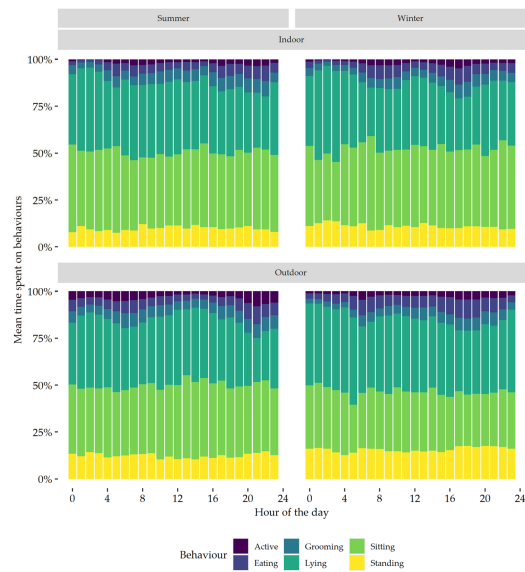 Summer Winter
Indoor
100%
75%
50%
25%
0%
Outdoor
100%
75%
50%
25%
0%
0 4 8 12 16 20 24 0 4 8 12 16 20 24
Hour of the day
Mean time spent on behaviours
Behaviour
Active Grooming Sitting
Eating Lying Standing